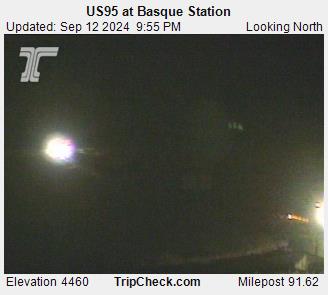 US95 at Basque Station
Updated: Sep 12 2024 9:55 PM Looking North
Elevation 4460 TripCheck.com Milepost 91.62